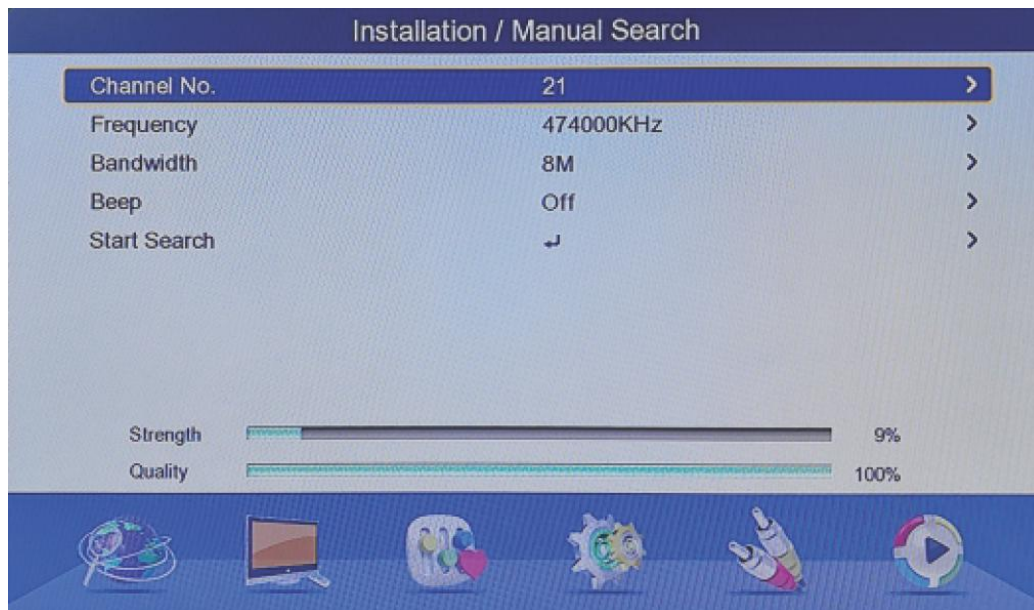 Installation / Manual Search
Channel No. 21
Frequency 474000KHz
Bandwidth 8M
Beep Off
Start Search
Strength 9%
Quality 100%